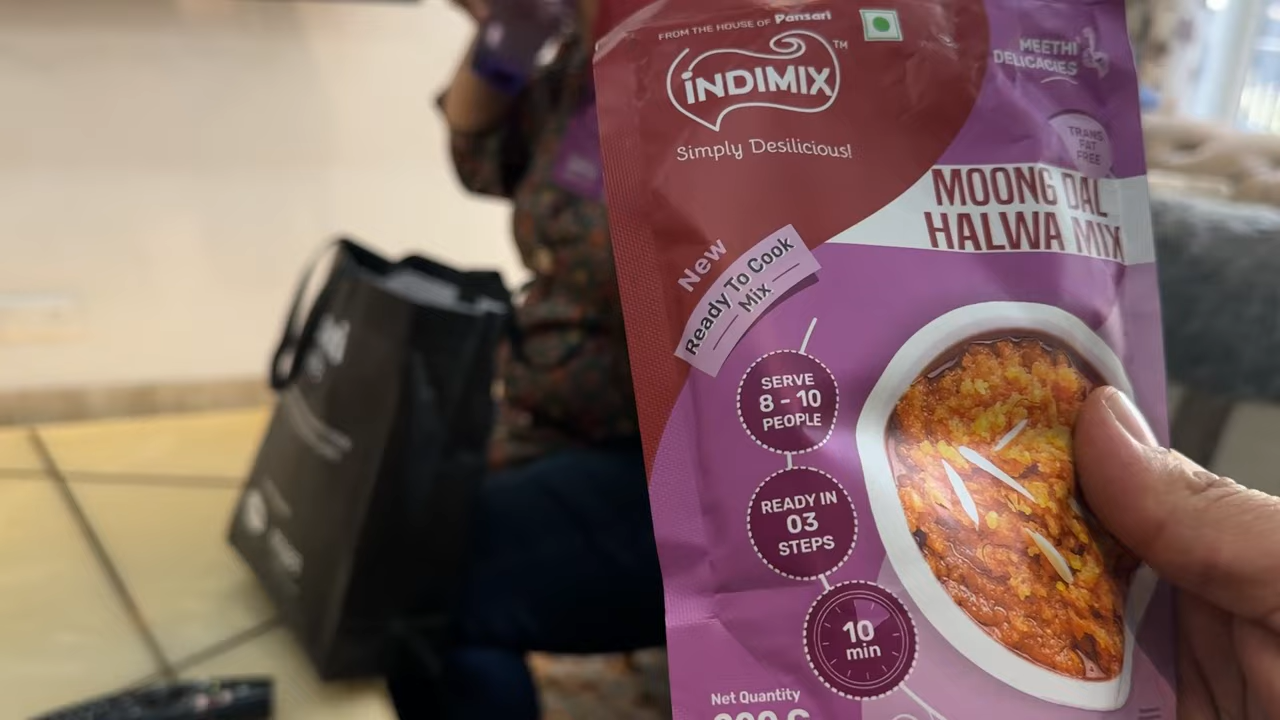 FROM THE HOUSE OF Pansari
INDIMIX TM
Simply Desilicious!
MEETHI
DELICACIES
TRANS
FAT
FREE
MOONG DAL
HALWA MIX
New
Ready To Cook
Mix
SERVE
8 - 10
PEOPLE
READY IN
03
STEPS
10
min
Net Quantity